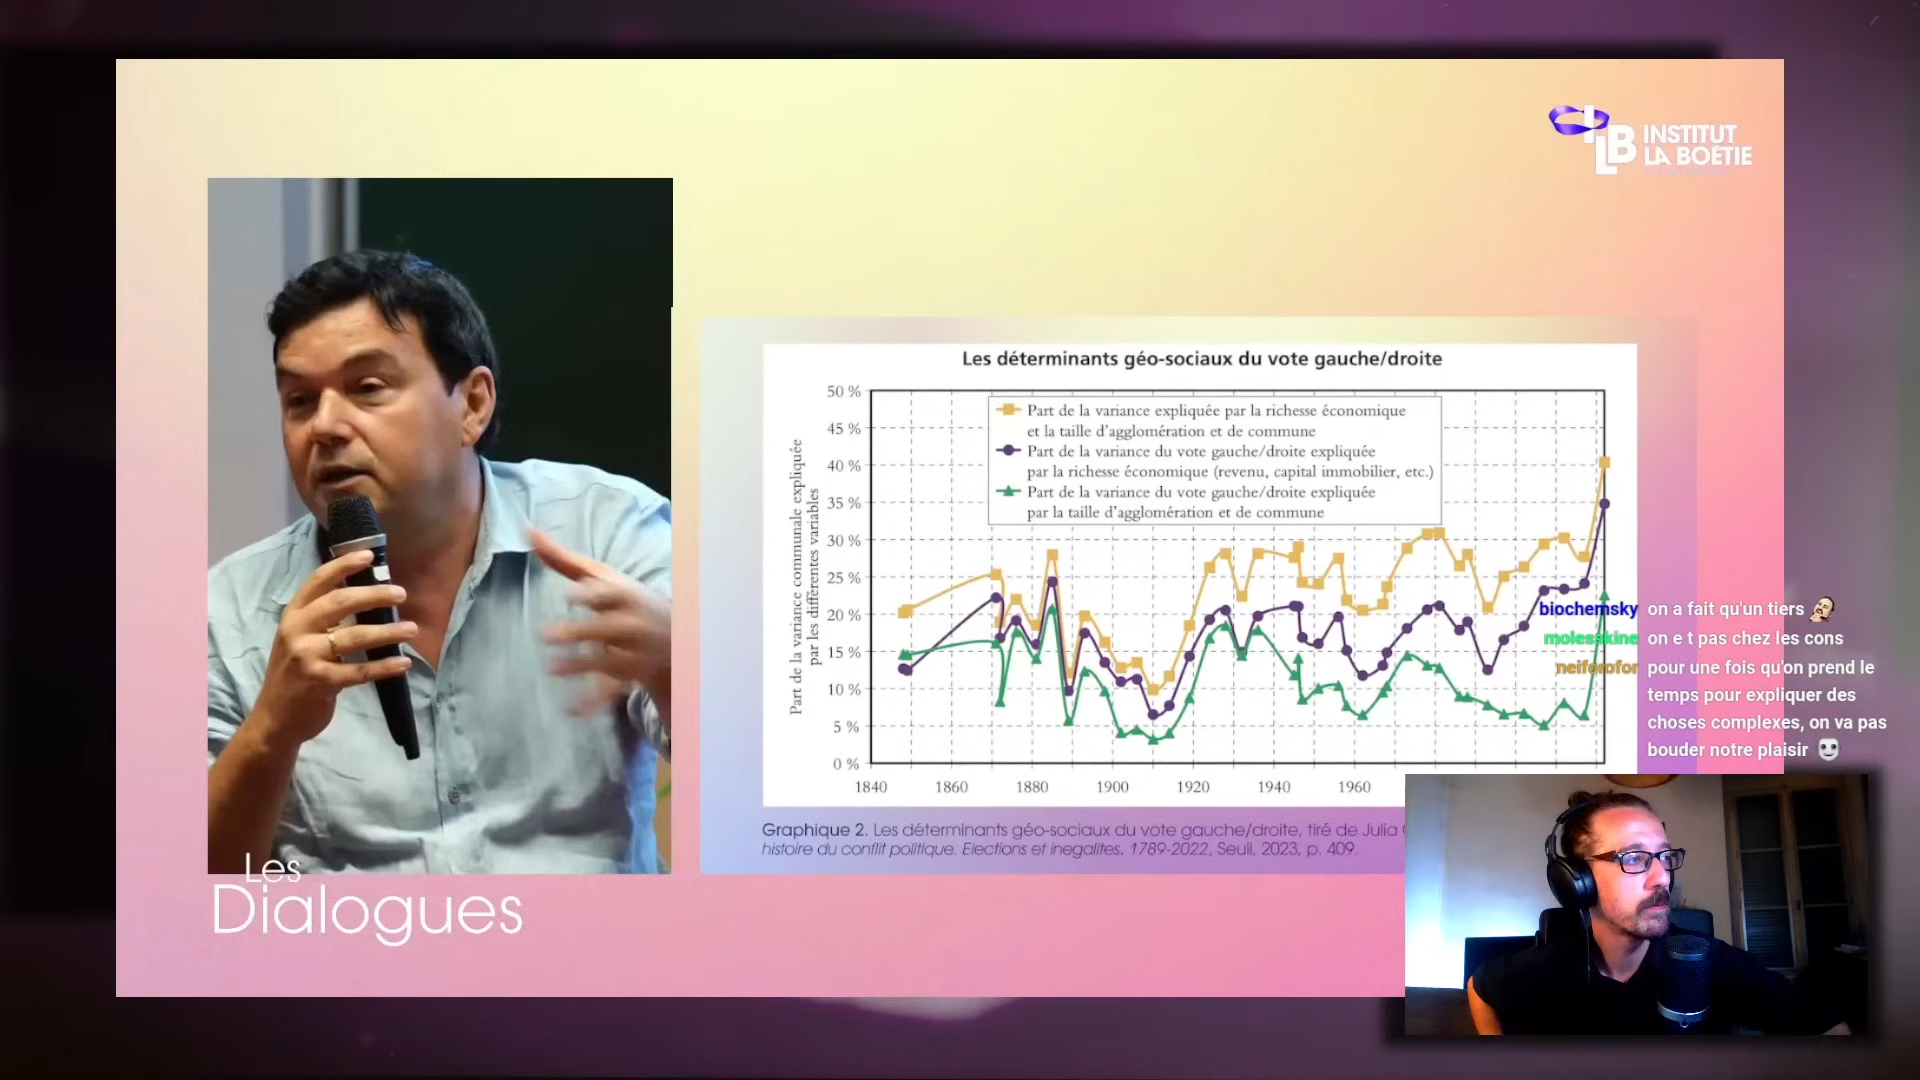 INSTITUT
LA BOÉTIE
ILB
Les déterminants géo-sociaux du vote gauche/droite
Part de la variance communale expliquée
par les différentes variables
50 %
45 %
40 %
35 %
30 %
25 %
20 %
15 %
10 %
5 %
0 %
Part de la variance expliquée par la richesse économique
et la taille d'agglomération et de commune
Part de la variance du vote gauche/droite expliquée
par la richesse économique (revenu, capital immobilier, etc.)
Part de la variance du vote gauche/droite expliquée
par la taille d'agglomération et de commune
1840 1860 1880 1900 1920 1940 1960
Graphique 2. Les déterminants géo-sociaux du vote gauche/droite, tiré de Julia
histoire du conflit politique. Elections et inegalites. 1789-2022, Seuil, 2023, p. 409.
Les
Dialogues
biochemsky on a fait qu'un tiers
molesskine on e t pas chez les cons
neiforofor pour une fois qu'on prend le
temps pour expliquer des
choses complexes, on va pas
bouder notre plaisir